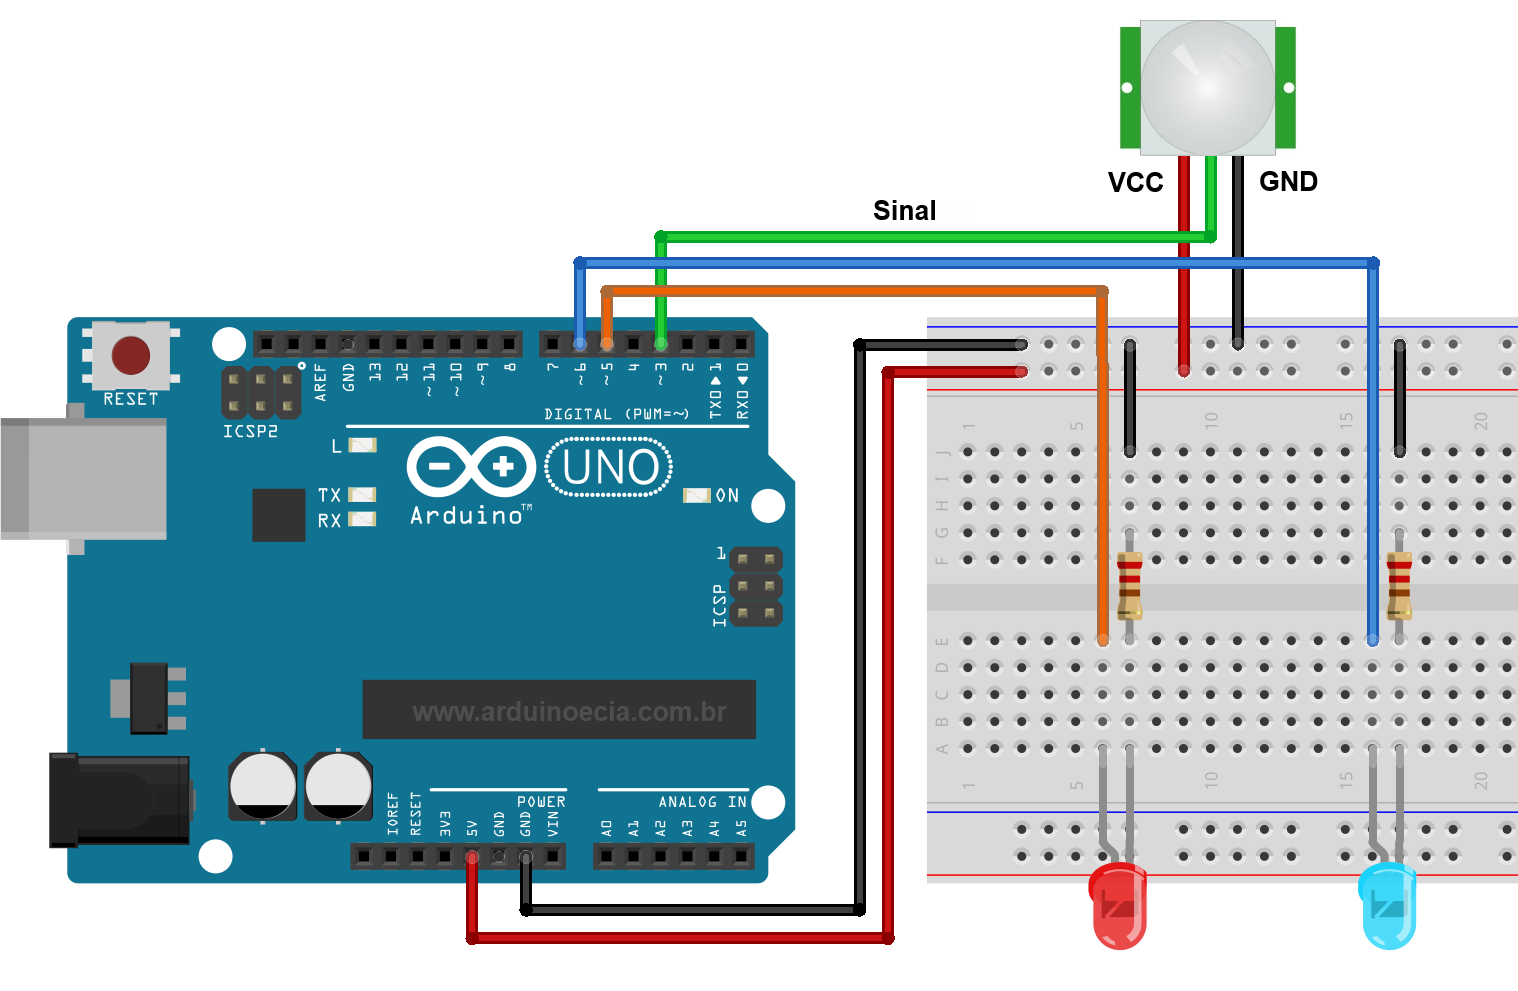 VCC
GND
Sinal
RESET
ICSP2
AREF
GND
13
12
~11
~10
~9
8
7
~6
~5
4
~3
2
TX0▶1
RX0◀0
DIGITAL (PWM=~)
L
TX
RX
UNO
Arduino™
ON
1
ICSP
www.arduinoecia.com.br
POWER
ANALOG IN
IOREF
RESET
3V3
5V
GND
GND
VIN
A0
A1
A2
A3
A4
A5
1
5
10
15
20
J
I
H
G
F
E
D
C
B
A
1
5
10
15
20